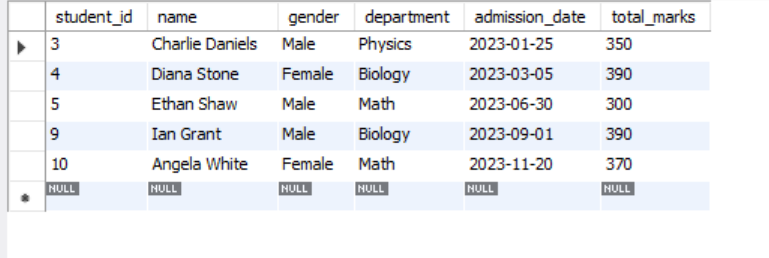 student_id name gender department admission_date total_marks
3 Charlie Daniels Male Physics 2023-01-25 350
4 Diana Stone Female Biology 2023-03-05 390
5 Ethan Shaw Male Math 2023-06-30 300
9 Ian Grant Male Biology 2023-09-01 390
10 Angela White Female Math 2023-11-20 370
NULL NULL NULL NULL NULL NULL